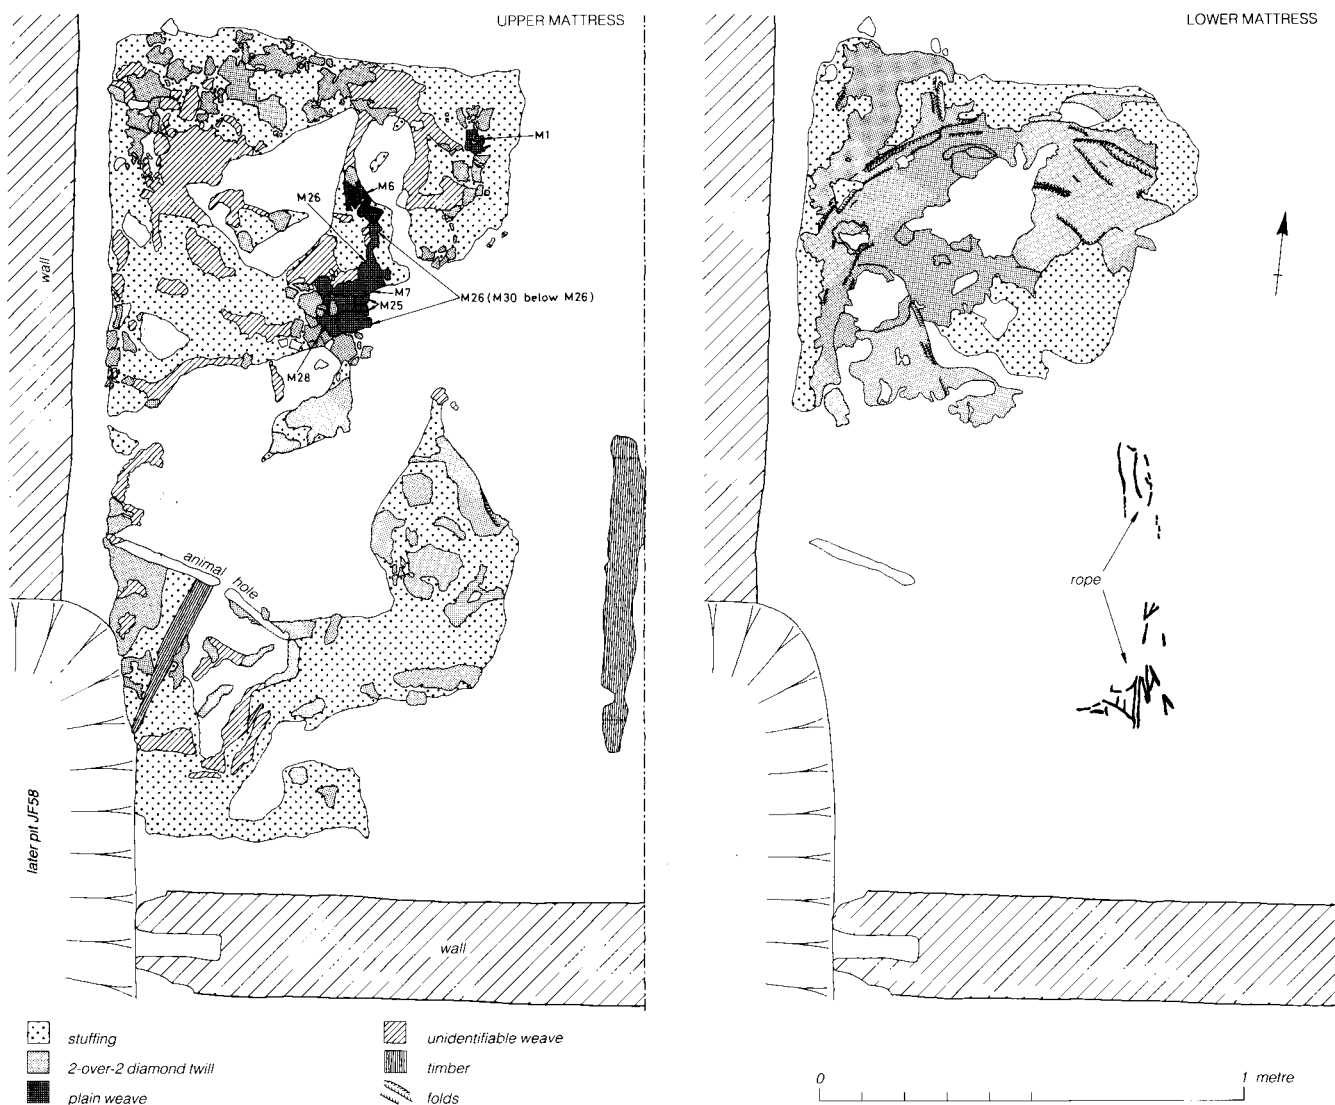 UPPER MATTRESS
LOWER MATTRESS
M1
M6
M26
wall
M7
M25
M26 (M30 below M26)
M28
animal hole
rope
later pit JF58
wall
stuffing
2-over-2 diamond twill
plain weave
unidentifiable weave
timber
folds
0
1 metre